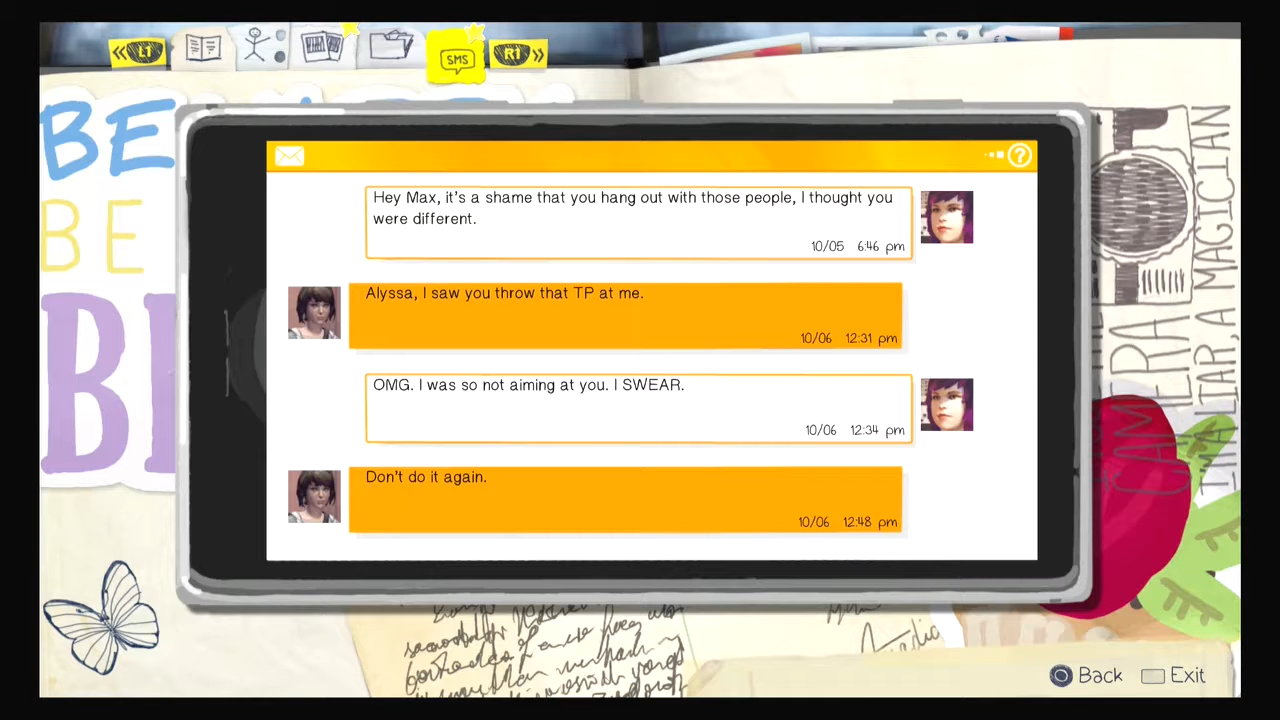 L1
SMS
R1
BE
BE
Hey Max, it's a shame that you hang out with those people, I thought you
were different.
10/05 6:46 pm
Alyssa, I saw you throw that TP at me.
10/06 12:31 pm
OMG. I was so not aiming at you. I SWEAR.
10/06 12:34 pm
Don't do it again.
10/06 12:48 pm
CAMERA
LIAR, A MAGICIAN
Back
Exit